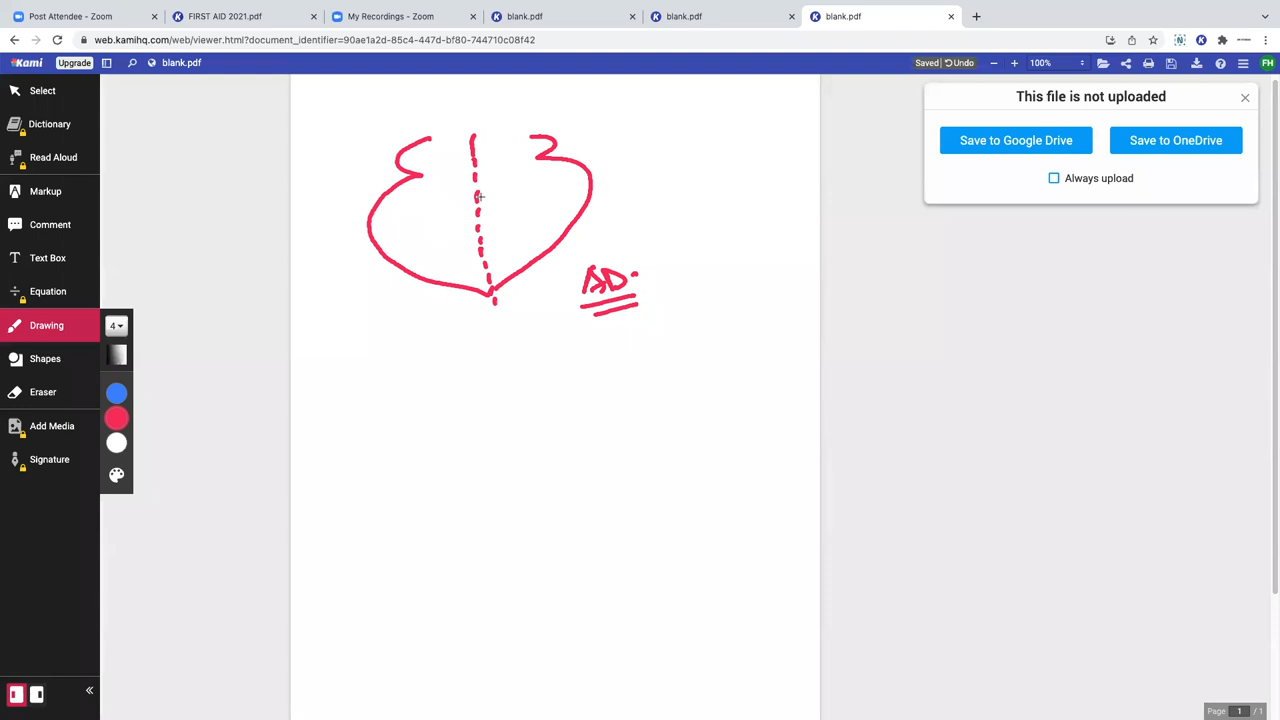 Post Attendee - Zoom
FIRST AID 2021.pdf
My Recordings - Zoom
blank.pdf
blank.pdf
blank.pdf
web.kamihq.com/web/viewer.html?document_identifier=90ae1a2d-85c4-447d-bf80-744710c08f42
Kami Upgrade blank.pdf Saved Undo 100% FH
Select
Dictionary
Read Aloud
Markup
Comment
Text Box
Equation
Drawing
4
Shapes
Eraser
Add Media
Signature
This file is not uploaded
Save to Google Drive Save to OneDrive
Always upload
AD.
Page 1 / 1